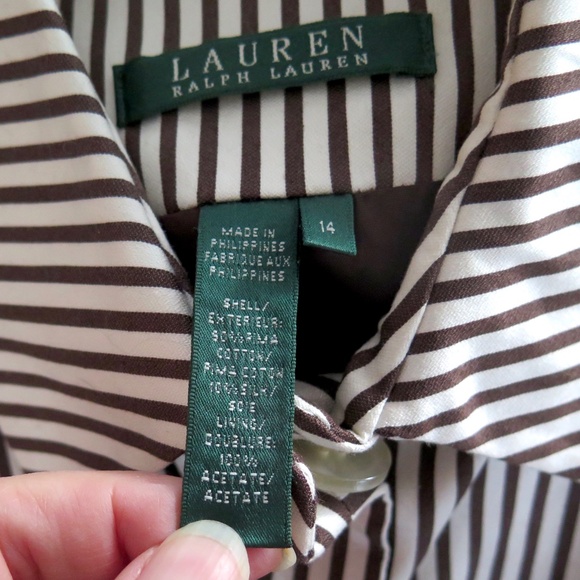 LAUREN
RALPH LAUREN
14
MADE IN
PHILIPPINES
FABRIQUE AUX
PHILIPPINES
SHELL/
EXTERIEUR:
90% PIMA
COTTON/
PIMA COTON
10% SILK/
SOIE
LINING/
DOUBLURE:
100%
ACETATE/
ACETATE